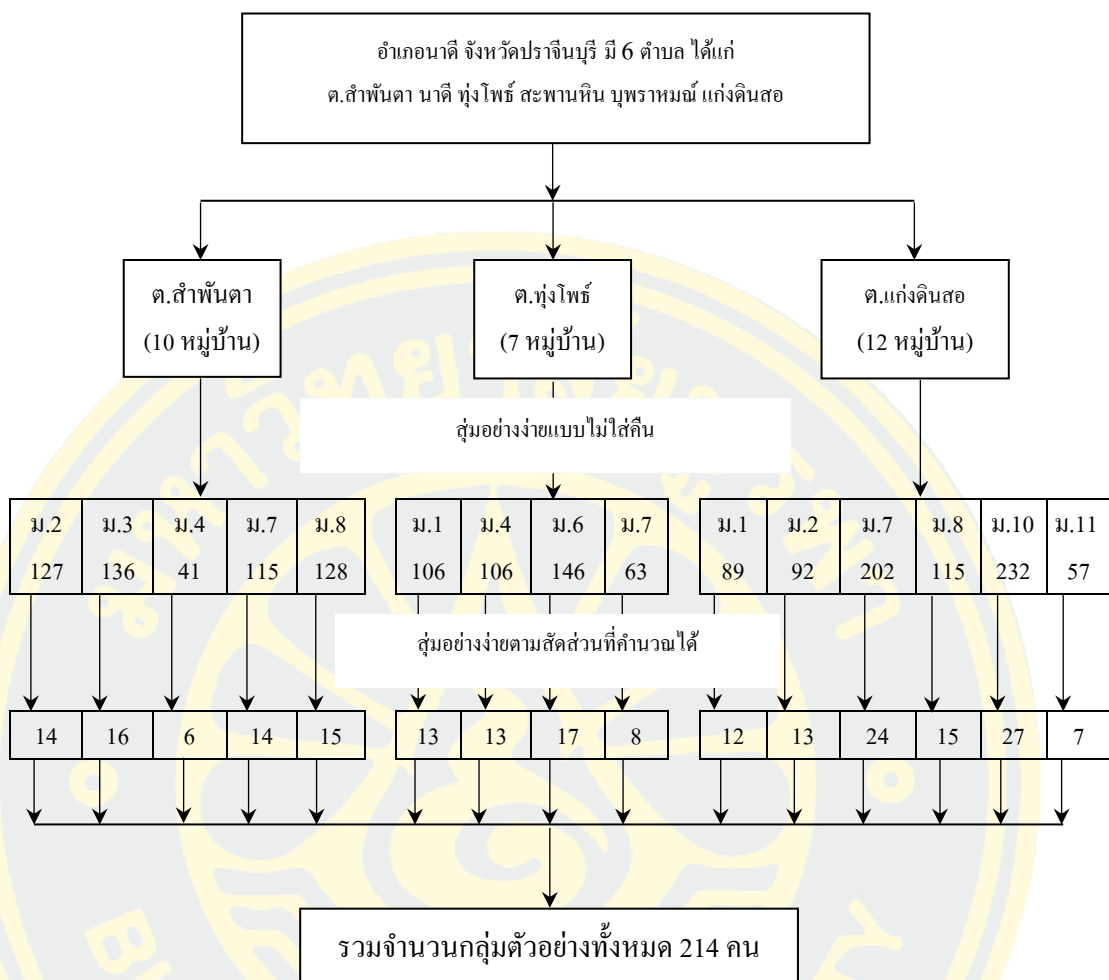 อำเภอนาดี จังหวัดปราจีนบุรี มี 6 ตำบล ได้แก่
ต.สำพันตา นาดี ทุ่งโพธ์ สะพานหิน บุพราหมณ์ แก่งดินสอ
ต.สำพันตา
(10 หมู่บ้าน)
ต.ทุ่งโพธ์
(7 หมู่บ้าน)
ต.แก่งดินสอ
(12 หมู่บ้าน)
สุ่มอย่างง่ายแบบไม่ใส่คืน
ม.2 ม.3 ม.4 ม.7 ม.8 ม.1 ม.4 ม.6 ม.7 ม.1 ม.2 ม.7 ม.8 ม.10 ม.11
127 136 41 115 128 106 106 146 63 89 92 202 115 232 57
สุ่มอย่างง่ายตามสัดส่วนที่คำนวณได้
14 16 6 14 15 13 13 17 8 12 13 24 15 27 7
รวมจำนวนกลุ่มตัวอย่างทั้งหมด 214 คน